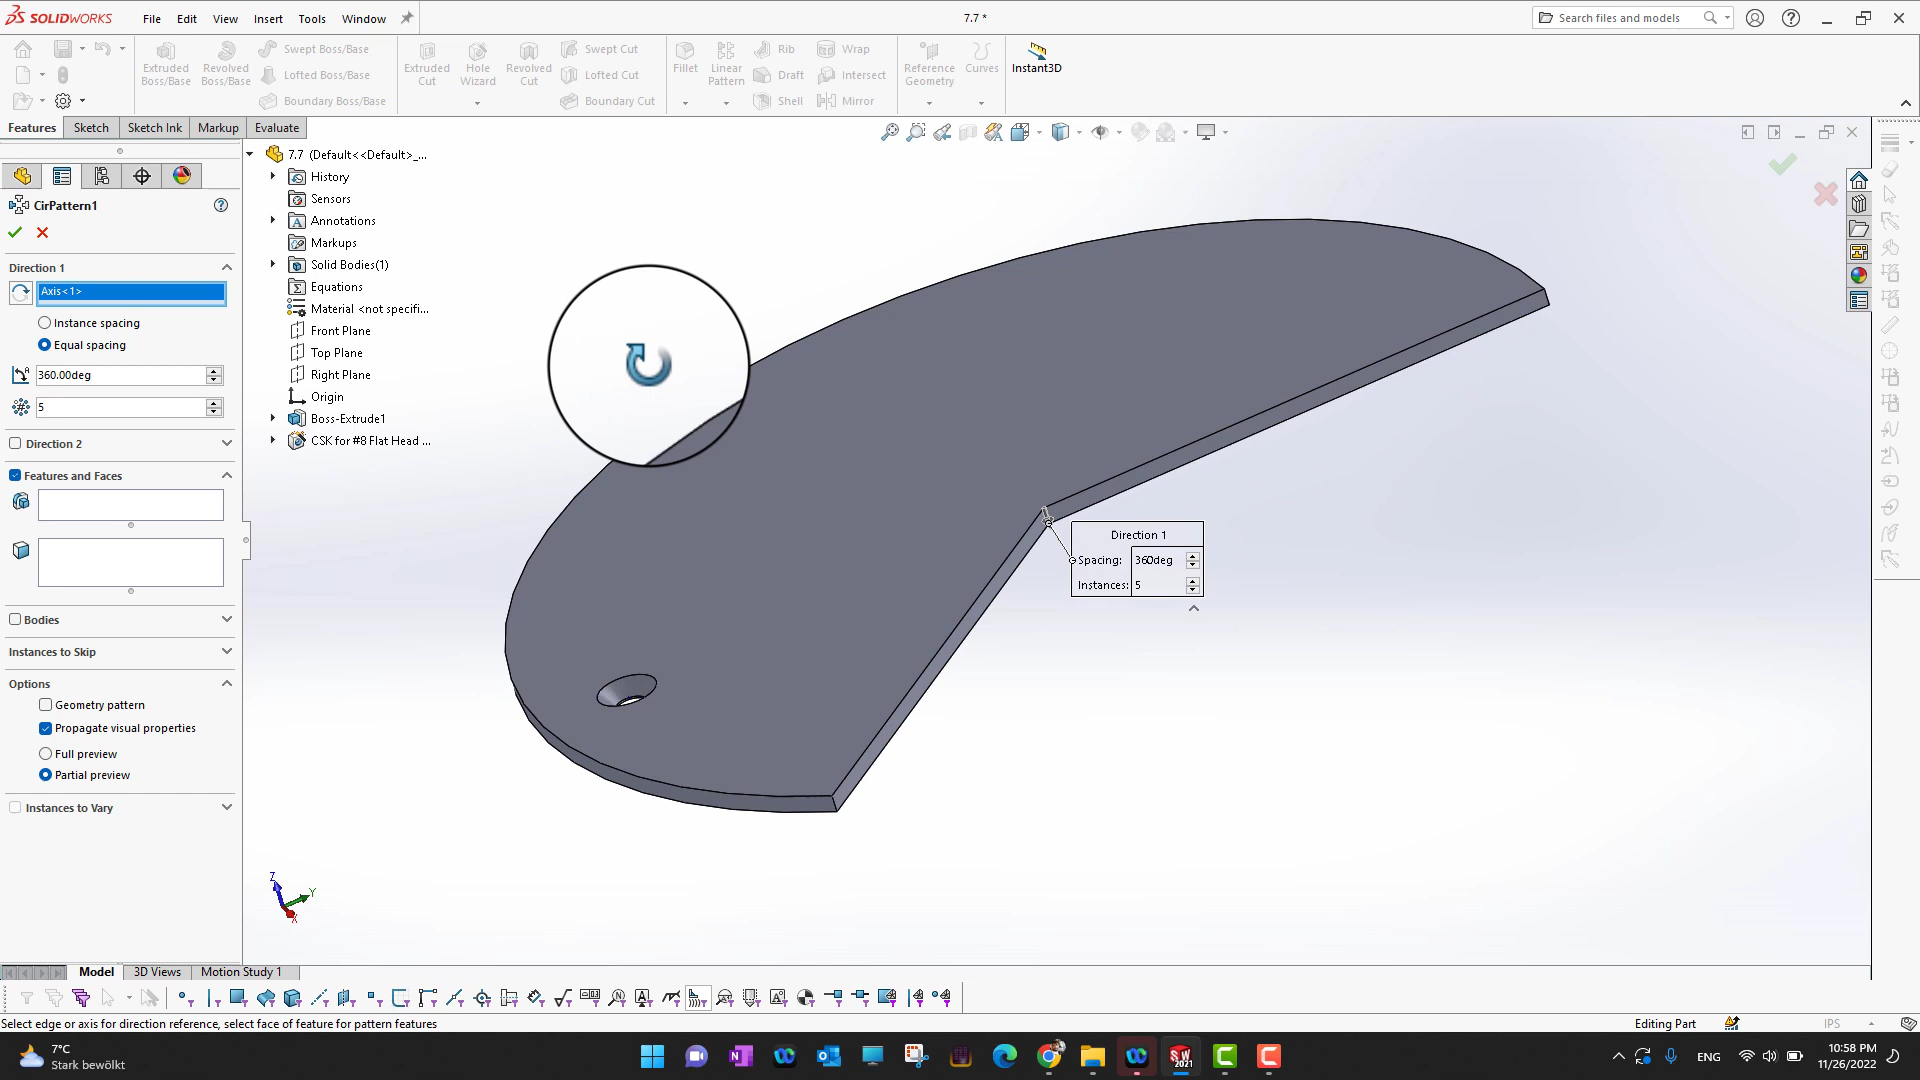 SOLIDWORKS
File Edit View Insert Tools Window
7.7 *
Search files and models
Extruded Boss/Base
Revolved Boss/Base
Swept Boss/Base
Lofted Boss/Base
Boundary Boss/Base
Extruded Cut
Hole Wizard
Revolved Cut
Swept Cut
Lofted Cut
Boundary Cut
Fillet
Linear Pattern
Rib
Draft
Shell
Wrap
Intersect
Mirror
Reference Geometry
Curves
Instant3D
Features Sketch Sketch Ink Markup Evaluate
CirPattern1
Direction 1
Axis<1>
Instance spacing
Equal spacing
360.00deg
5
Direction 2
Features and Faces
Bodies
Instances to Skip
Options
Geometry pattern
Propagate visual properties
Full preview
Partial preview
Instances to Vary
7.7 (Default<<Default>_...
History
Sensors
Annotations
Markups
Solid Bodies(1)
Equations
Material <not specifi...
Front Plane
Top Plane
Right Plane
Origin
Boss-Extrude1
CSK for #8 Flat Head ...
Direction 1
Spacing: 360deg
Instances: 5
Z
Y
X
Model 3D Views Motion Study 1
Select edge or axis for direction reference, select face of feature for pattern features
Editing Part
IPS
7°C
Stark bewölkt
SW
2021
ENG
10:58 PM
11/26/2022